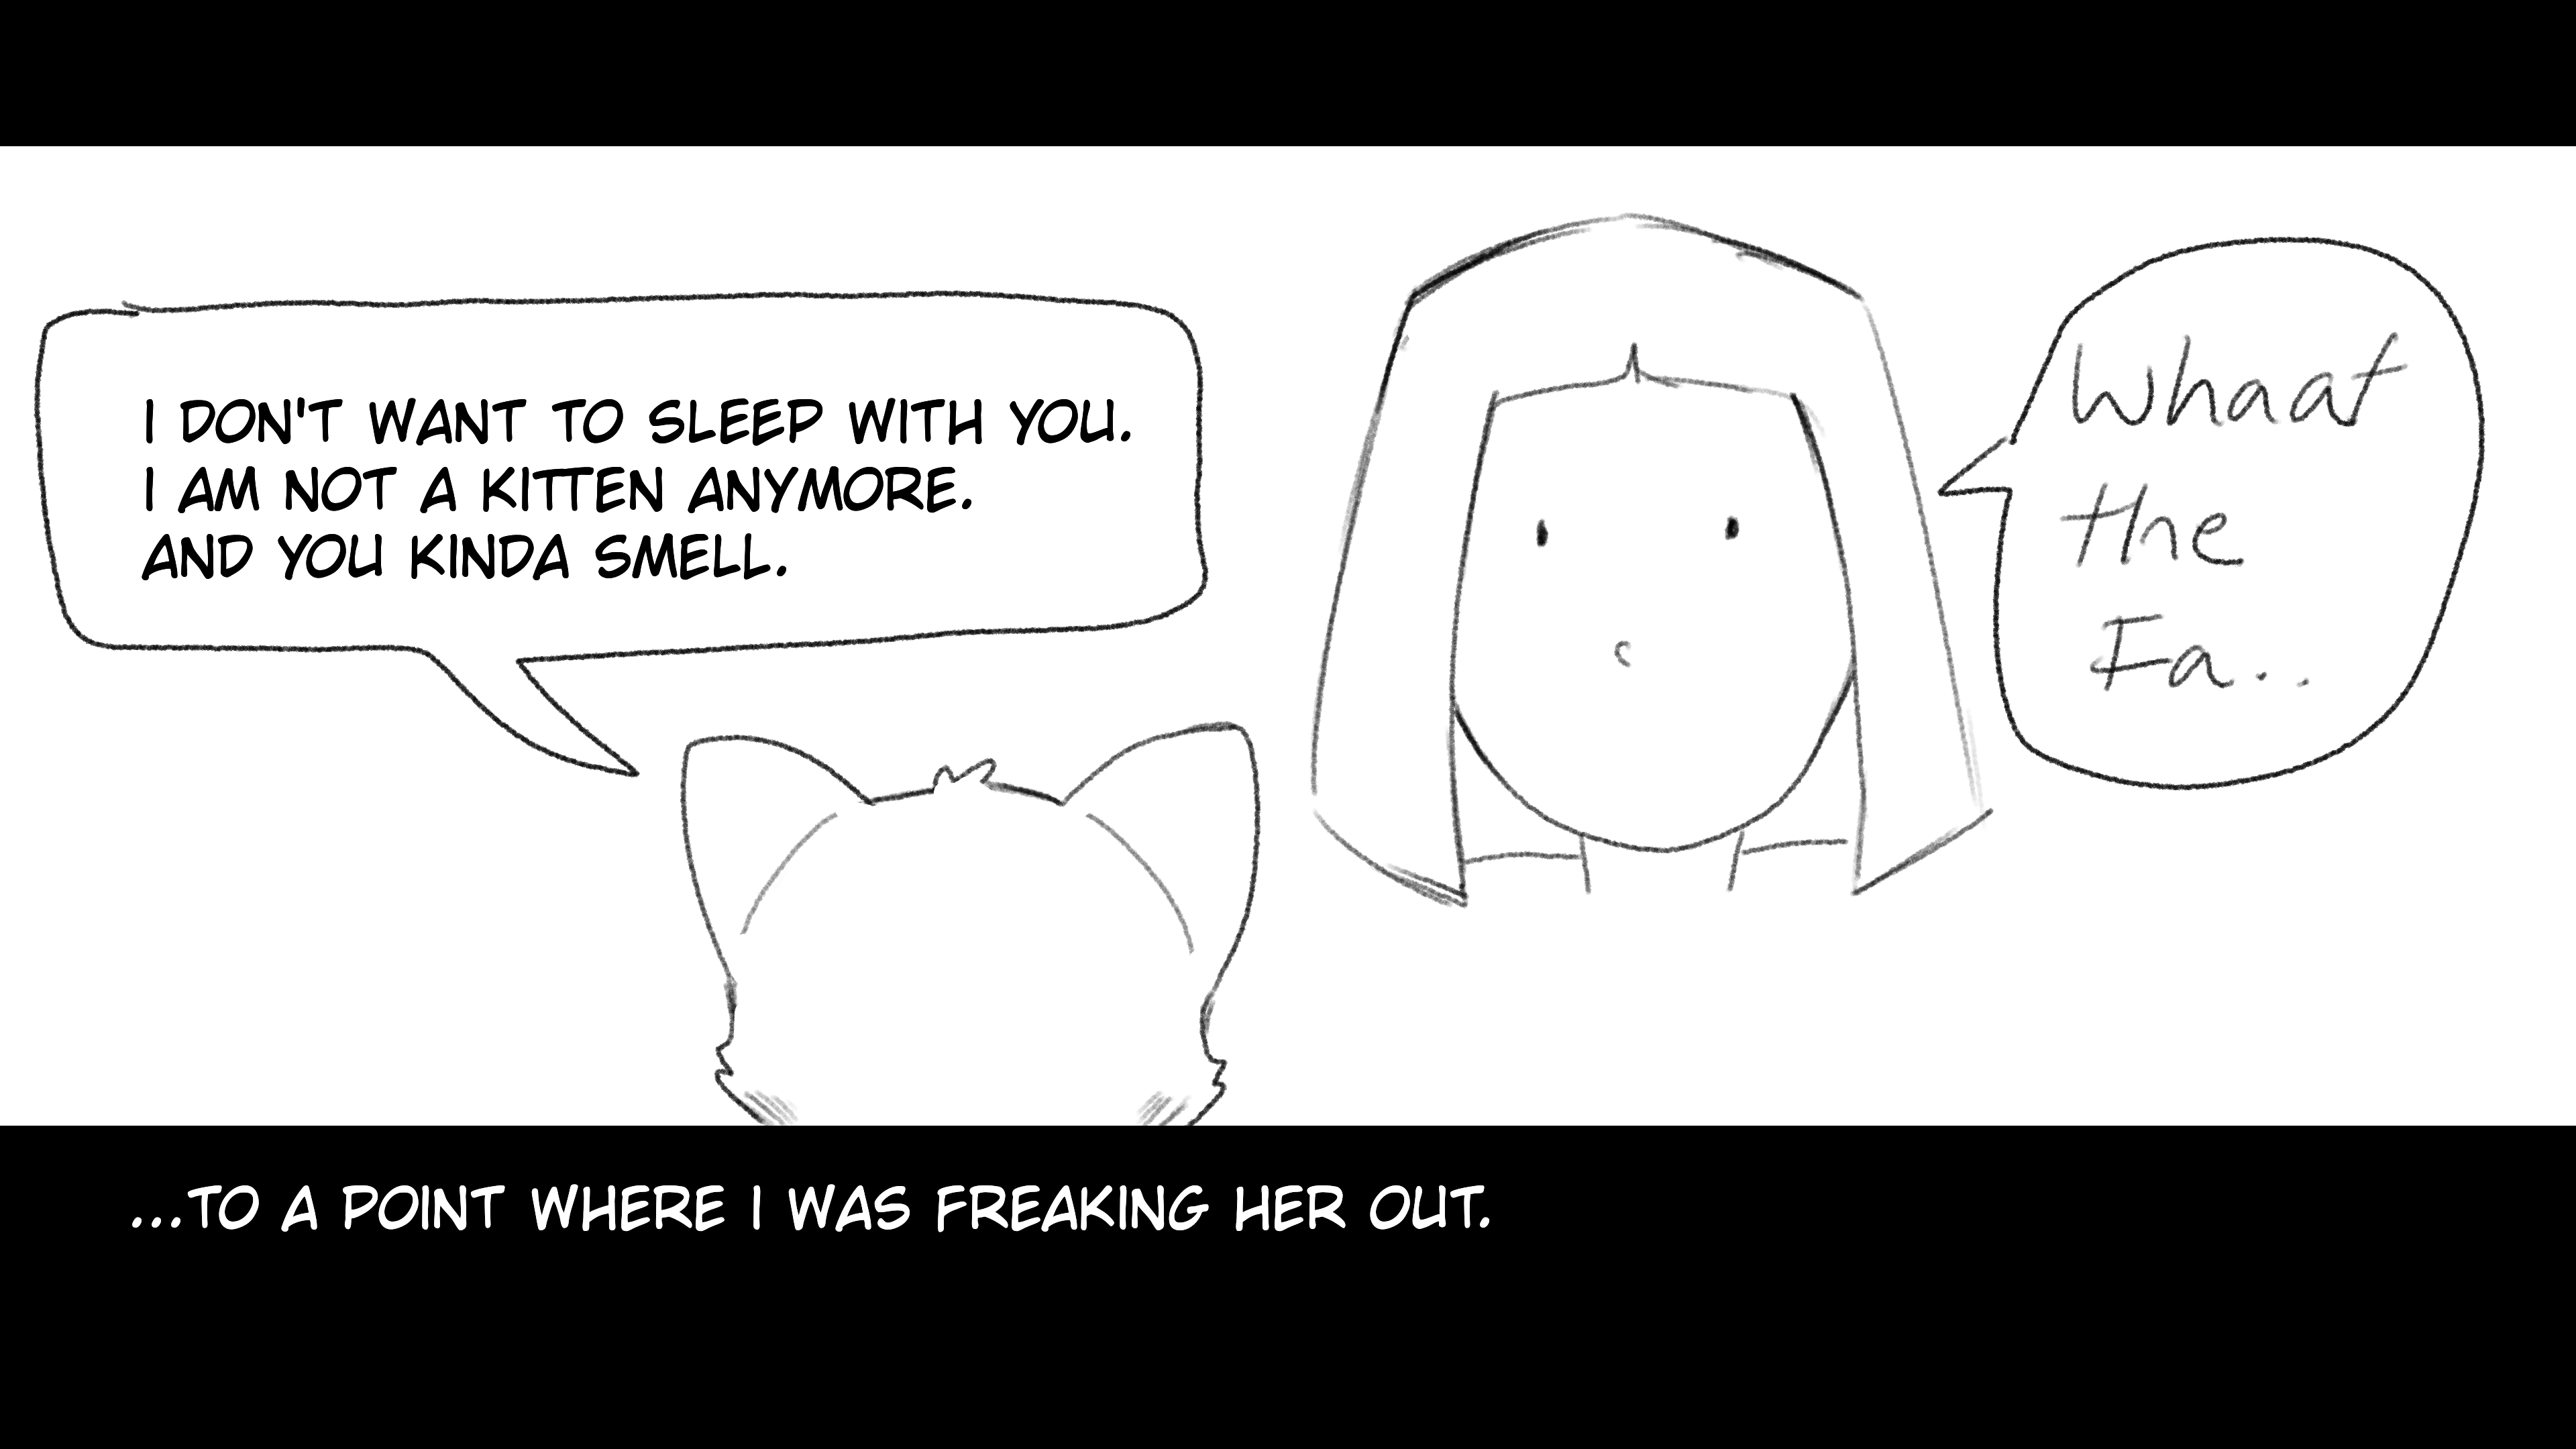 I DON'T WANT TO SLEEP WITH YOU.
I AM NOT A KITTEN ANYMORE.
AND YOU KINDA SMELL.
Whaat
the
Fa..
...TO A POINT WHERE I WAS FREAKING HER OUT.